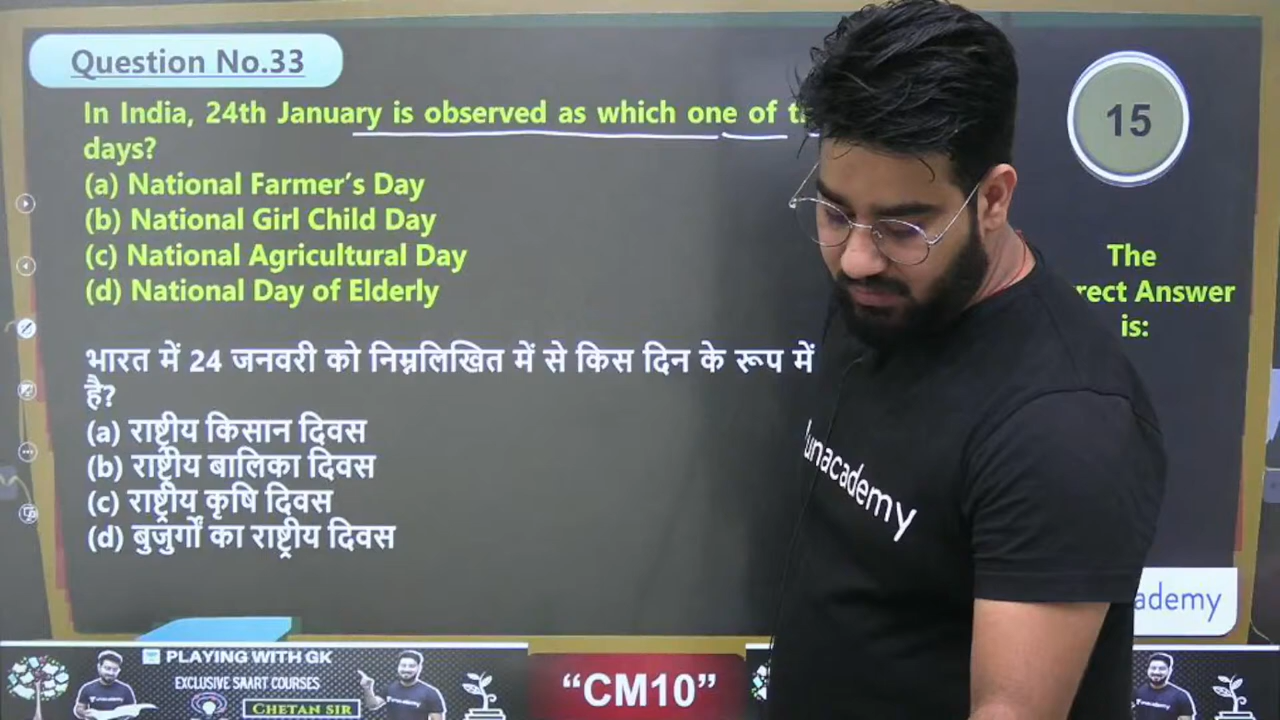 Question No.33
In India, 24th January is observed as which one of
days?
(a) National Farmer's Day
(b) National Girl Child Day
(c) National Agricultural Day
(d) National Day of Elderly
भारत में 24 जनवरी को निम्नलिखित में से किस दिन के रूप में
है?
(a) राष्ट्रीय किसान दिवस
(b) राष्ट्रीय बालिका दिवस
(c) राष्ट्रीय कृषि दिवस
(d) बुजुर्गों का राष्ट्रीय दिवस
15
The
rect Answer
is:
unacademy
ademy
PLAYING WITH GK
EXCLUSIVE SAART COURSES
CHETAN SIR
unacademy
"CM10"